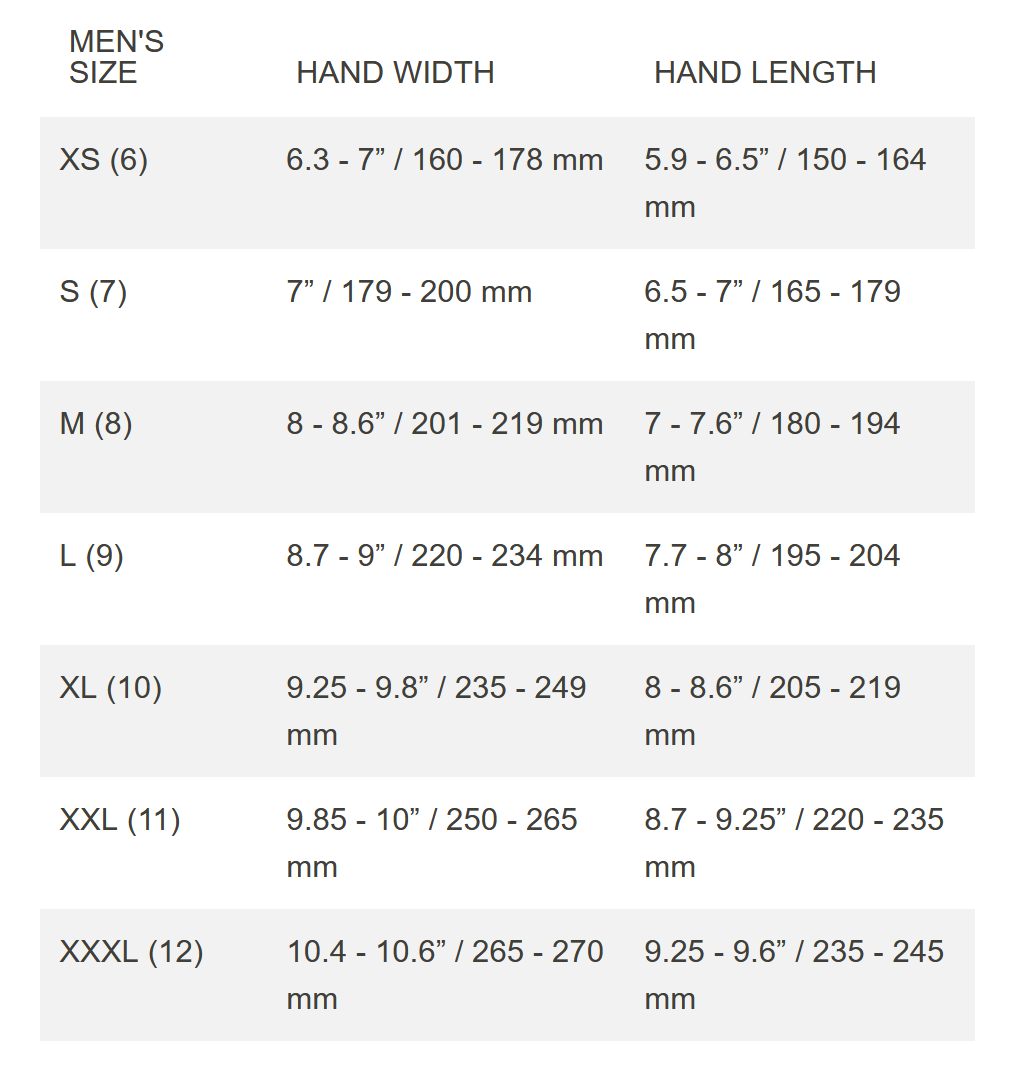 MEN'S
SIZE
HAND WIDTH
HAND LENGTH
XS (6)
6.3 - 7” / 160 - 178 mm
5.9 - 6.5” / 150 - 164
mm
S (7)
7” / 179 - 200 mm
6.5 - 7” / 165 - 179
mm
M (8)
8 - 8.6” / 201 - 219 mm
7 - 7.6” / 180 - 194
mm
L (9)
8.7 - 9” / 220 - 234 mm
7.7 - 8” / 195 - 204
mm
XL (10)
9.25 - 9.8” / 235 - 249
mm
8 - 8.6” / 205 - 219
mm
XXL (11)
9.85 - 10” / 250 - 265
mm
8.7 - 9.25” / 220 - 235
mm
XXXL (12)
10.4 - 10.6” / 265 - 270
mm
9.25 - 9.6” / 235 - 245
mm